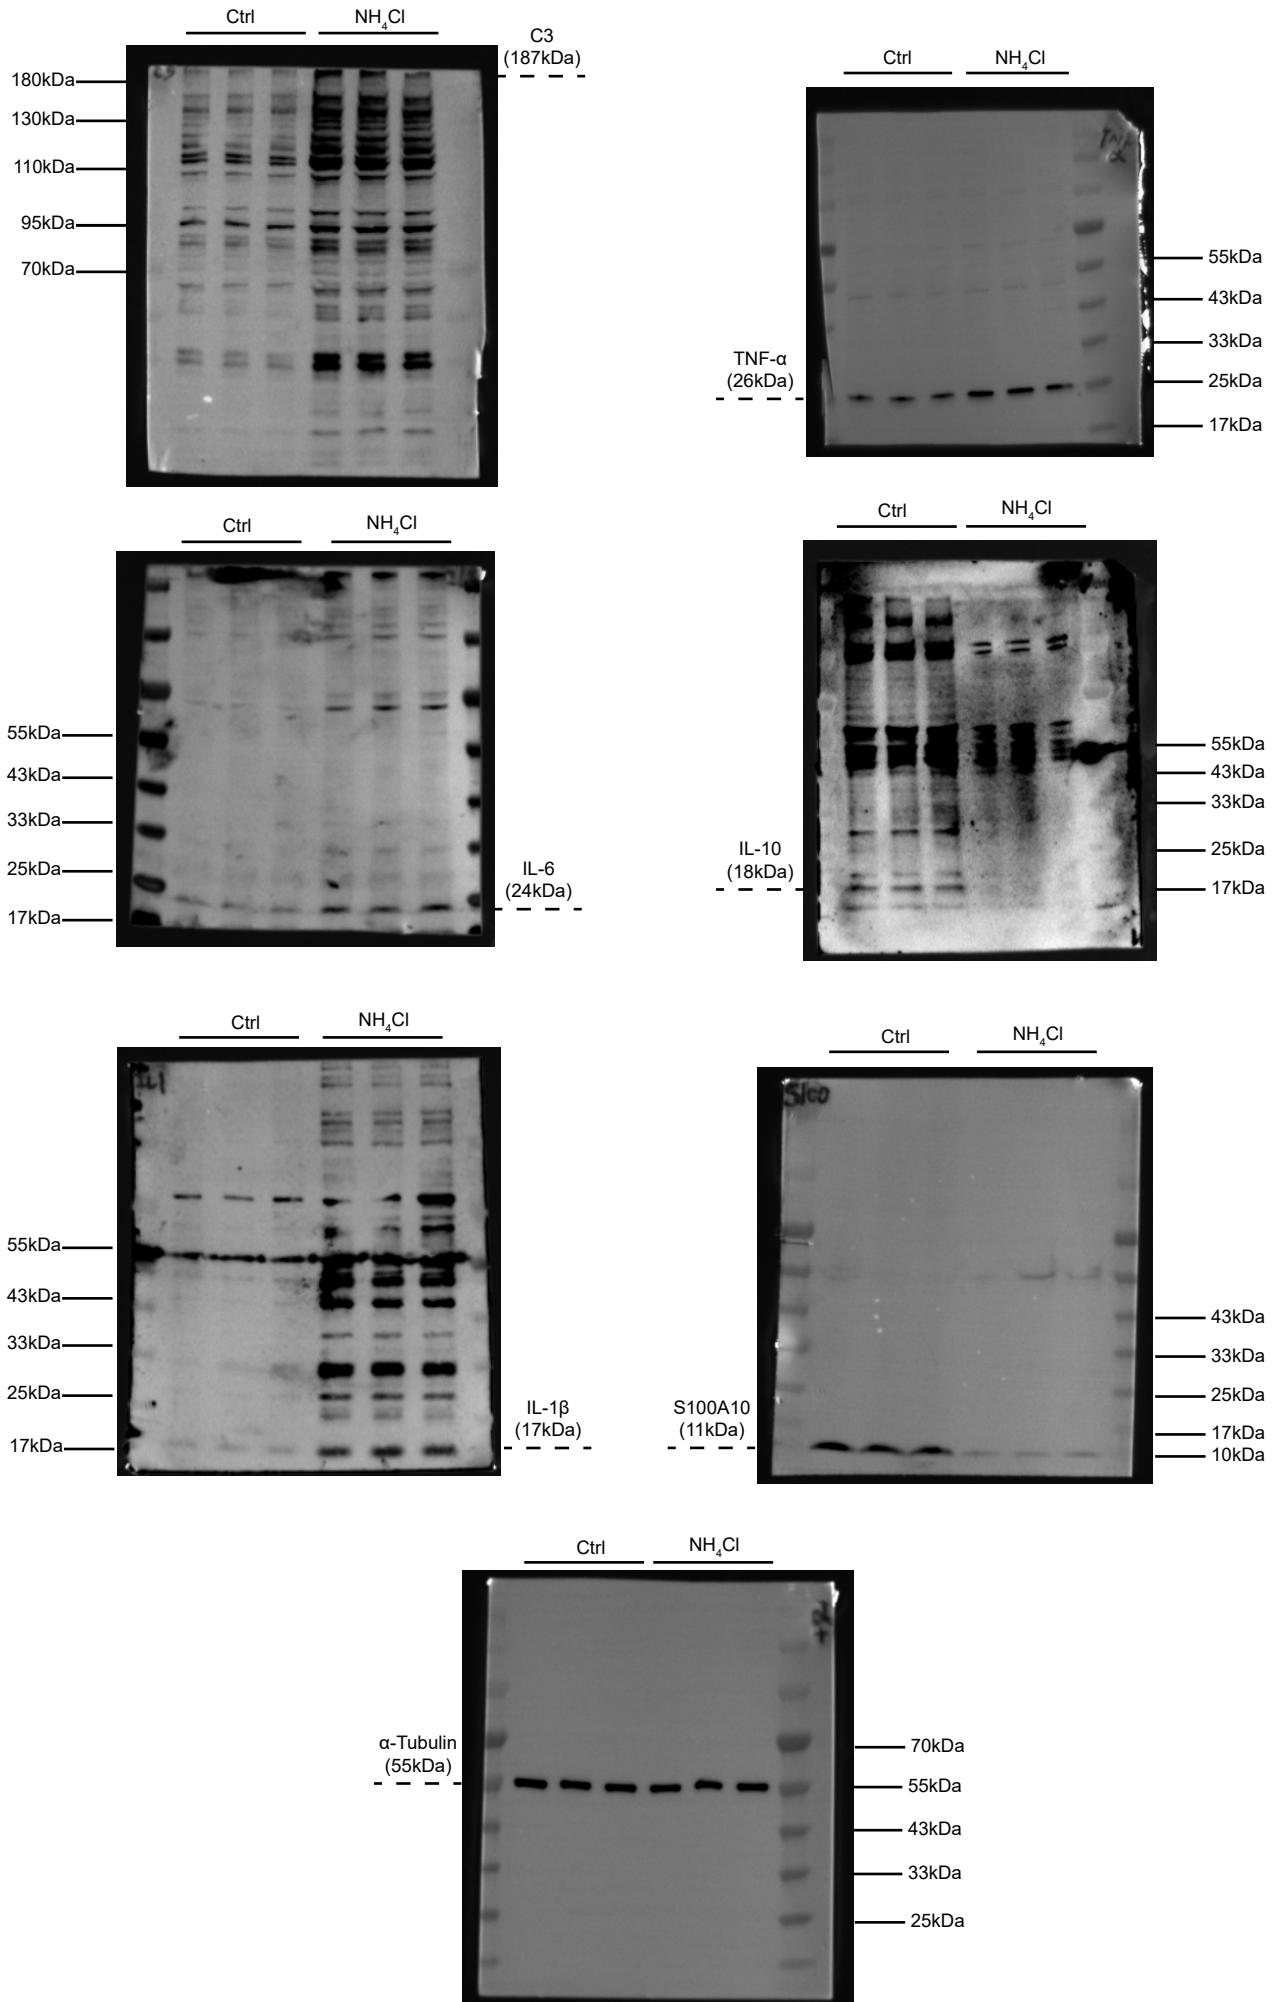 Ctrl NH₄Cl
C3
(187kDa)
180kDa
130kDa
110kDa
95kDa
70kDa
Ctrl NH₄Cl
TNF-α
(26kDa)
55kDa
43kDa
33kDa
25kDa
17kDa
TNF
α
Ctrl NH₄Cl
55kDa
43kDa
33kDa
25kDa
17kDa
IL-6
(24kDa)
Ctrl NH₄Cl
IL-10
(18kDa)
55kDa
43kDa
33kDa
25kDa
17kDa
Ctrl NH₄Cl
IL1
55kDa
43kDa
33kDa
25kDa
17kDa
IL-1β
(17kDa)
Ctrl NH₄Cl
S100
S100A10
(11kDa)
43kDa
33kDa
25kDa
17kDa
10kDa
Ctrl NH₄Cl
α-Tubulin
(55kDa)
70kDa
55kDa
43kDa
33kDa
25kDa